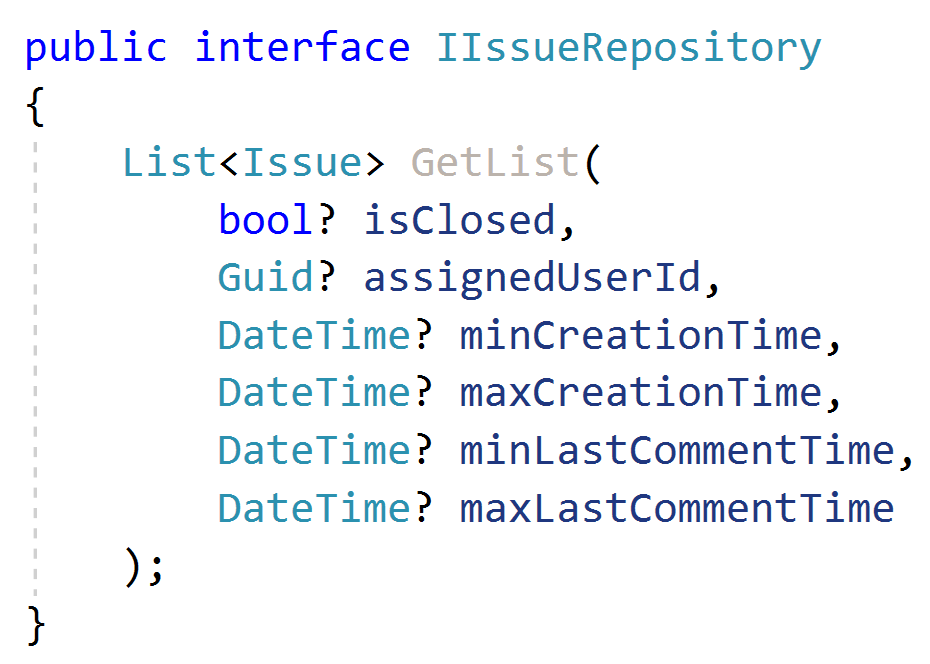 public interface IIssueRepository
{
    List<Issue> GetList(
        bool? isClosed,
        Guid? assignedUserId,
        DateTime? minCreationTime,
        DateTime? maxCreationTime,
        DateTime? minLastCommentTime,
        DateTime? maxLastCommentTime
    );
}